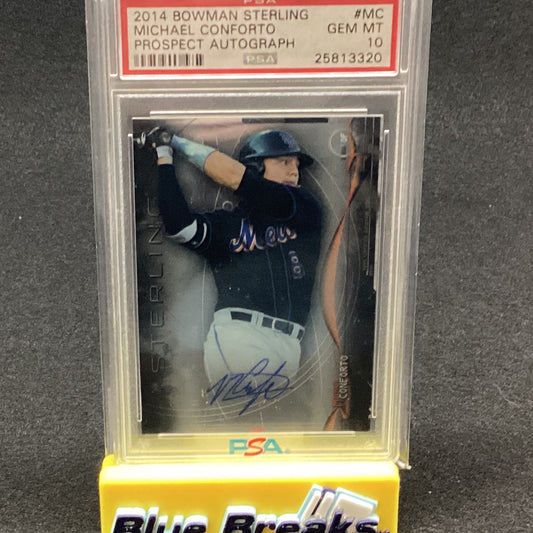 PSA
2014 BOWMAN STERLING #MC
MICHAEL CONFORTO GEM MT
PROSPECT AUTOGRAPH 10
PSA 25813320
STERLING
Mets
CONFORTO
PSA
Blue Breaks